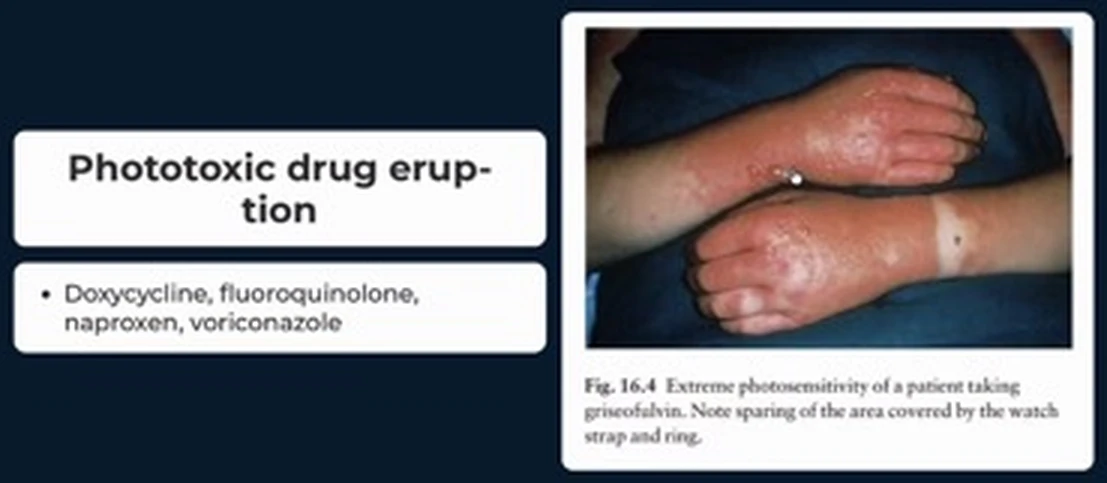 Phototoxic drug erup-
tion
• Doxycycline, fluoroquinolone,
naproxen, voriconazole
Fig. 16.4 Extreme photosensitivity of a patient taking
griseofulvin. Note sparing of the area covered by the watch
strap and ring.